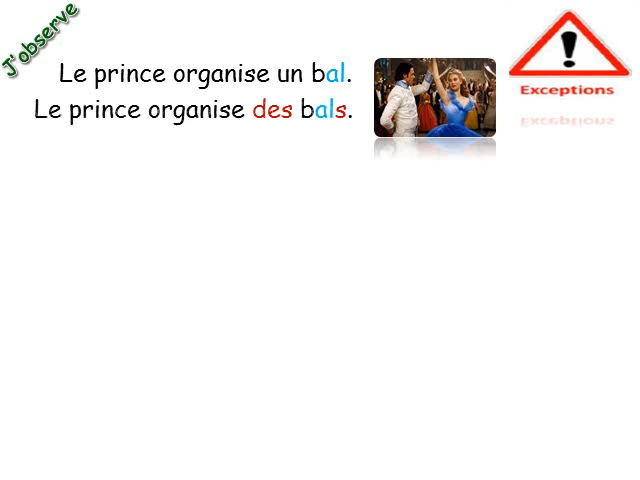 J'observe
Le prince organise un bal.
Le prince organise des bals.
!
Exceptions